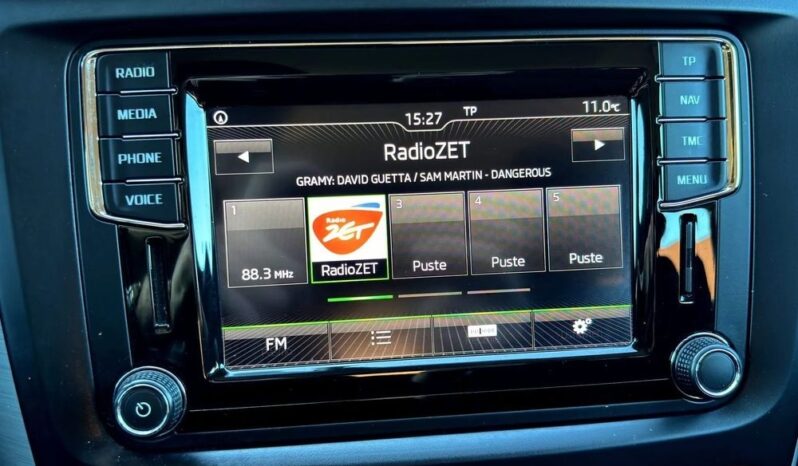 RADIO
MEDIA
PHONE
VOICE
TP
NAV
TMC
MENU
15:27
TP
11.0°C
RadioZET
GRAMY: DAVID GUETTA / SAM MARTIN - DANGEROUS
1
88.3 MHz
Radio
ZET
RadioZET
3
Puste
4
Puste
5
Puste
FM